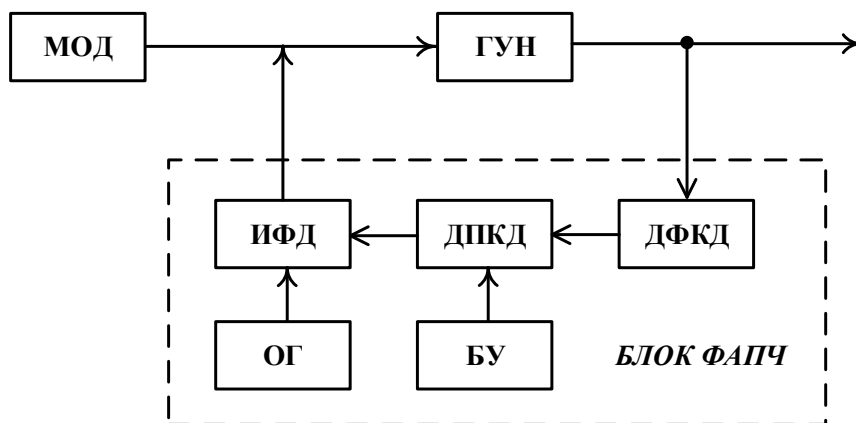 МОД
ГУН
ИФД
ДПКД
ДФКД
ОГ
БУ
БЛОК ФАПЧ